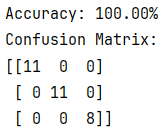 Accuracy: 100.00%
Confusion Matrix:
[[11  0  0]
 [ 0 11  0]
 [ 0  0  8]]